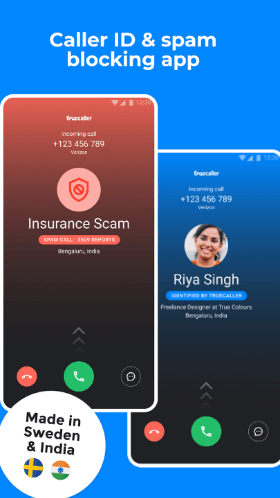 Caller ID & spam
blocking app
12:30
truecaller
Incoming call
+123 456 789
Verizon
Insurance Scam
SPAM CALL · 3509 REPORTS
Bengaluru, India
12:30
truecaller
Incoming call
+123 456 789
Verizon
Riya Singh
IDENTIFIED BY TRUECALLER
Freelance Designer at True Colours
Bengaluru, India
Made in
Sweden
& India